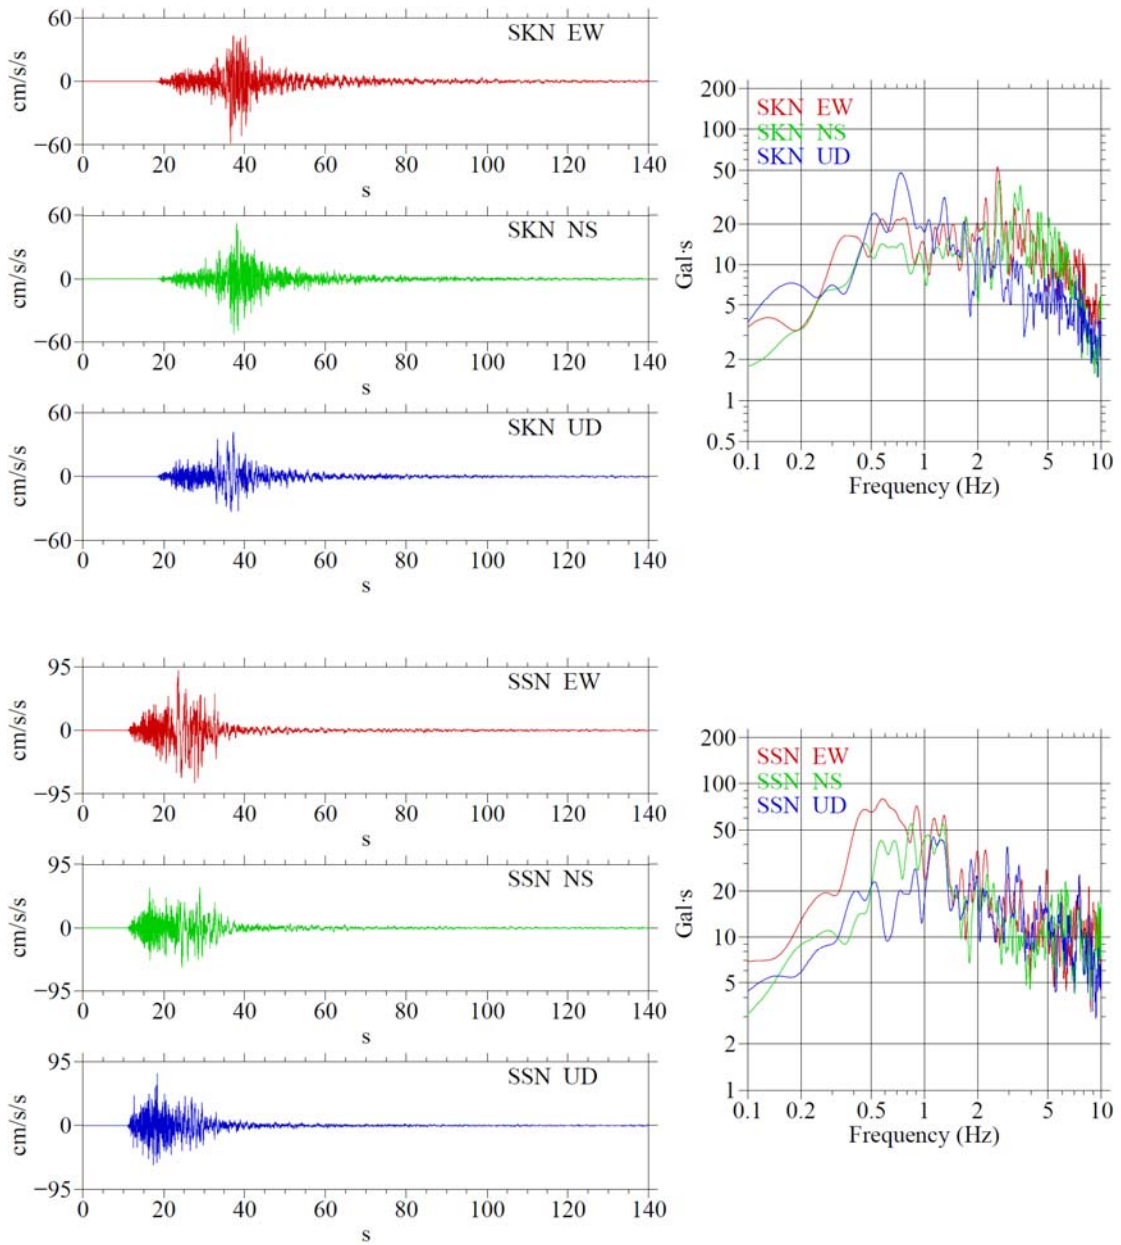 60
SKN EW
cm/s/s
0
−60
0 20 40 60 80 100 120 140
s
60
SKN NS
cm/s/s
0
−60
0 20 40 60 80 100 120 140
s
60
SKN UD
cm/s/s
0
−60
0 20 40 60 80 100 120 140
s
200
SKN EW
100
SKN NS
SKN UD
50
20
Gal·s
10
5
2
1
0.5
0.1 0.2 0.5 1 2 5 10
Frequency (Hz)
95
SSN EW
cm/s/s
0
−95
0 20 40 60 80 100 120 140
s
95
SSN NS
cm/s/s
0
−95
0 20 40 60 80 100 120 140
s
95
SSN UD
cm/s/s
0
−95
0 20 40 60 80 100 120 140
s
200
SSN EW
100
SSN NS
SSN UD
50
20
Gal·s
10
5
2
1
0.1 0.2 0.5 1 2 5 10
Frequency (Hz)